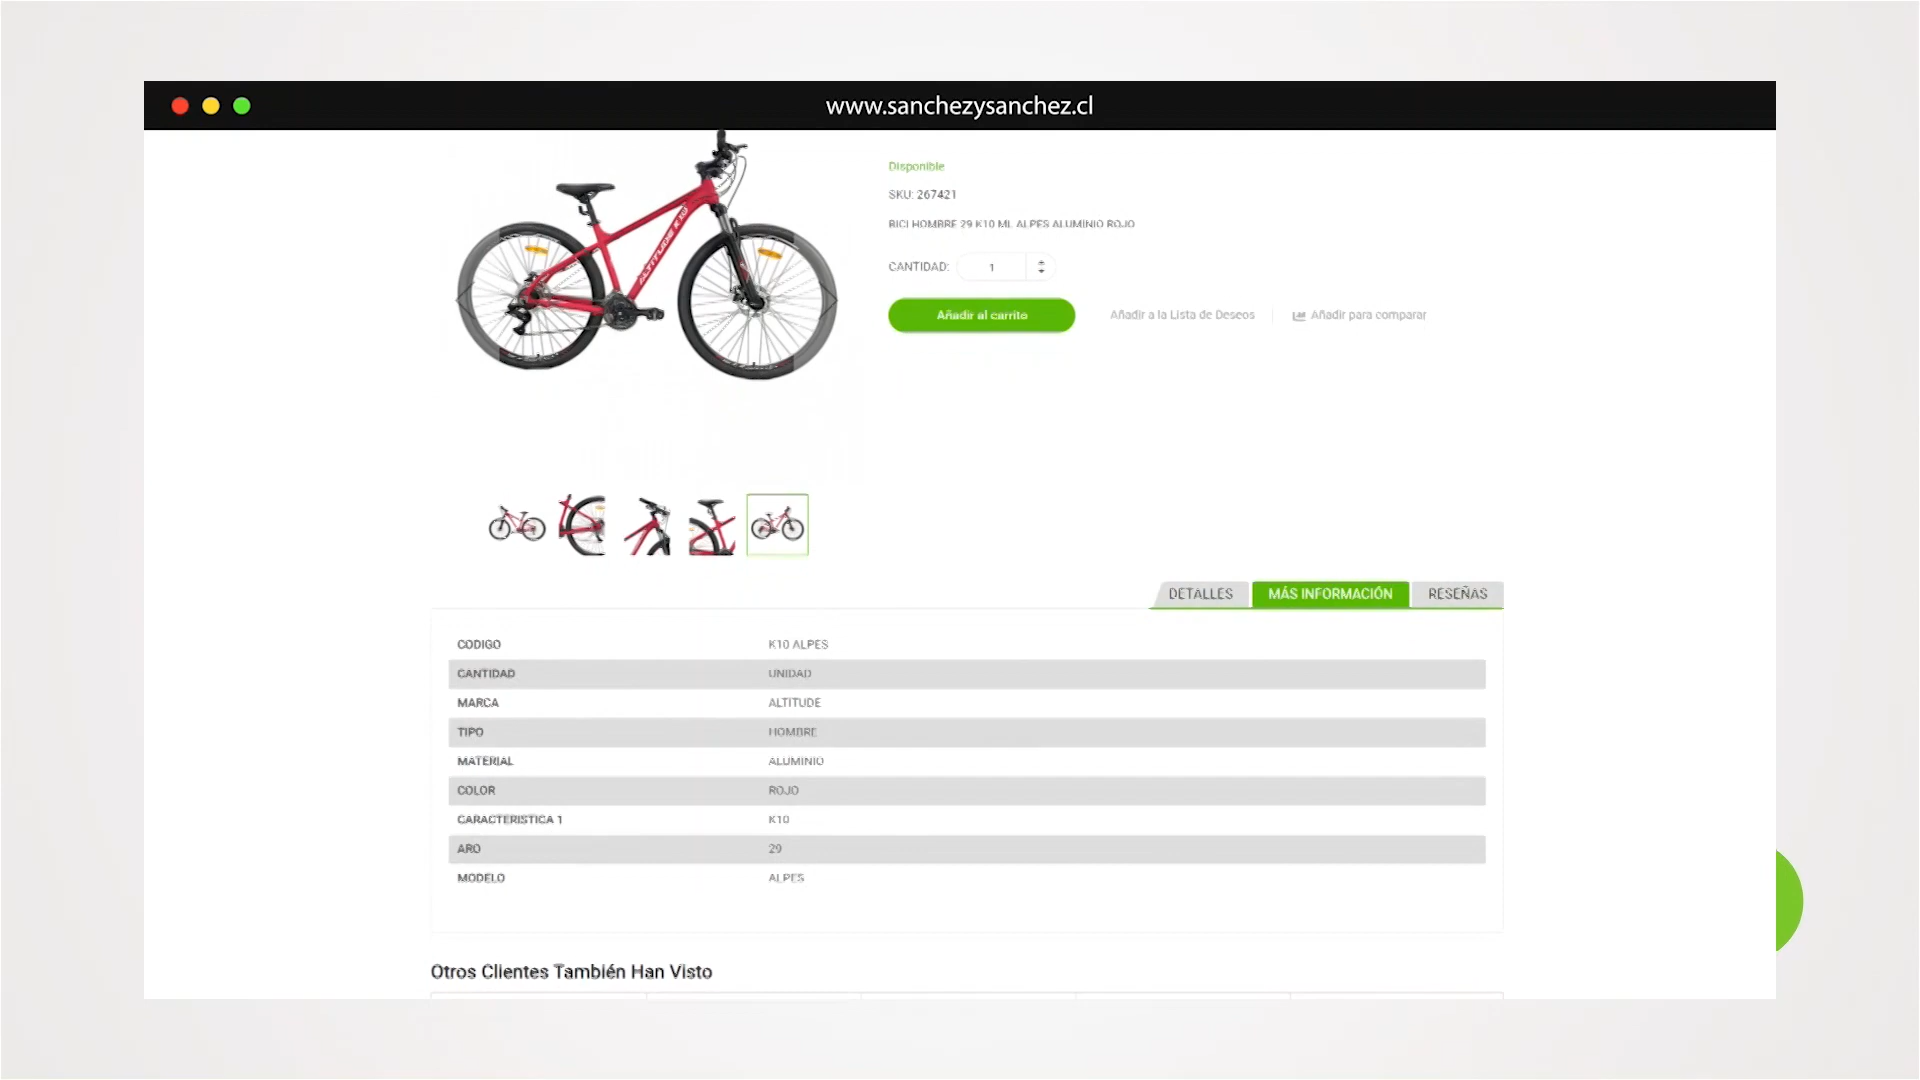 www.sanchezysanchez.cl
ALTITUDE K10
Disponible
SKU: 267421
BICI HOMBRE 29 K10 ML ALPES ALUMINIO ROJO
CANTIDAD: 1
Añadir al carrito
Añadir a la Lista de Deseos
Añadir para comparar
DETALLES
MÁS INFORMACIÓN
RESEÑAS
CODIGO K10 ALPES
CANTIDAD UNIDAD
MARCA ALTITUDE
TIPO HOMBRE
MATERIAL ALUMINIO
COLOR ROJO
CARACTERISTICA 1 K10
ARO 29
MODELO ALPES
Otros Clientes También Han Visto